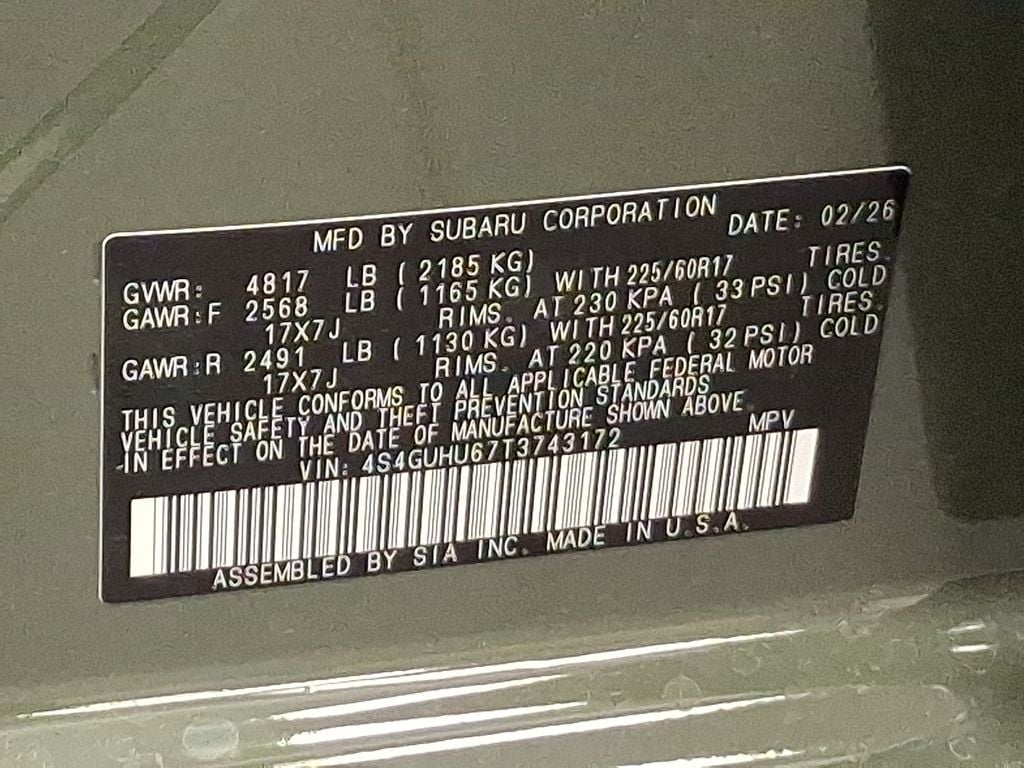 MFD BY SUBARU CORPORATION DATE: 02/26
GVWR: 4817 LB ( 2185 KG)
GAWR:F 2568 LB ( 1165 KG) WITH 225/60R17 TIRES.
17X7J RIMS. AT 230 KPA ( 33 PSI) COLD
GAWR:R 2491 LB ( 1130 KG) WITH 225/60R17 TIRES.
17X7J RIMS. AT 220 KPA ( 32 PSI) COLD
THIS VEHICLE CONFORMS TO ALL APPLICABLE FEDERAL MOTOR
VEHICLE SAFETY AND THEFT PREVENTION STANDARDS
IN EFFECT ON THE DATE OF MANUFACTURE SHOWN ABOVE.
VIN: 4S4GUHU67T3743172 MPV
ASSEMBLED BY SIA INC. MADE IN U.S.A.